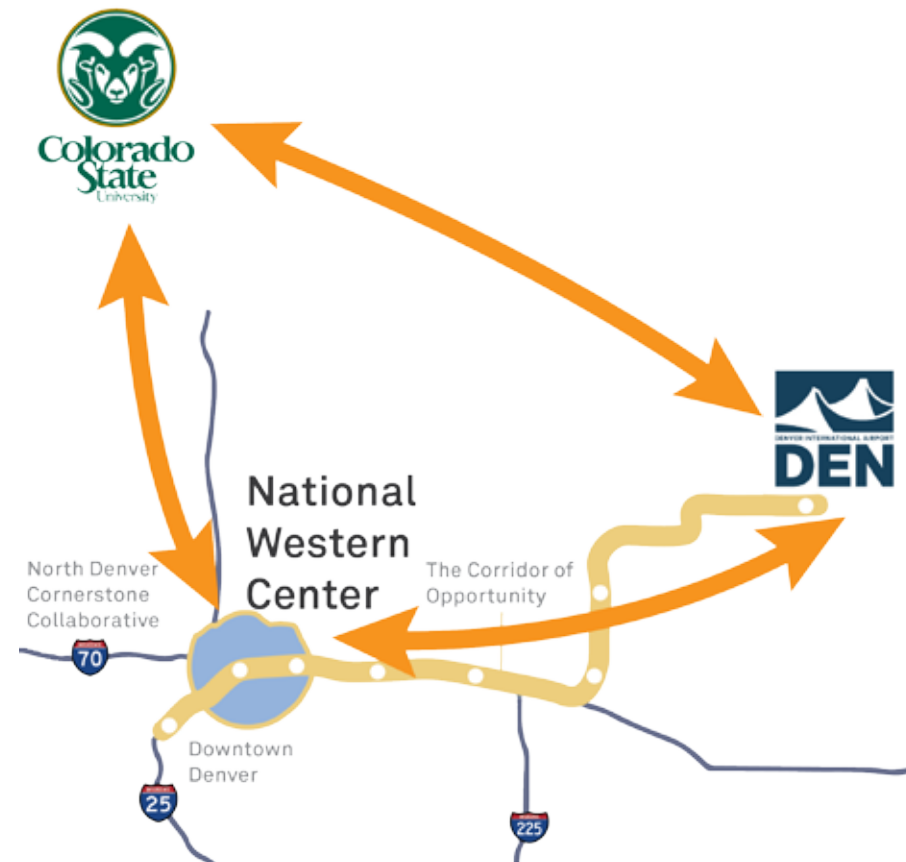 Colorado
State
University
National
Western
Center
North Denver
Cornerstone
Collaborative
The Corridor of
Opportunity
DENVER INTERNATIONAL AIRPORT
DEN
70
Downtown
Denver
25
225